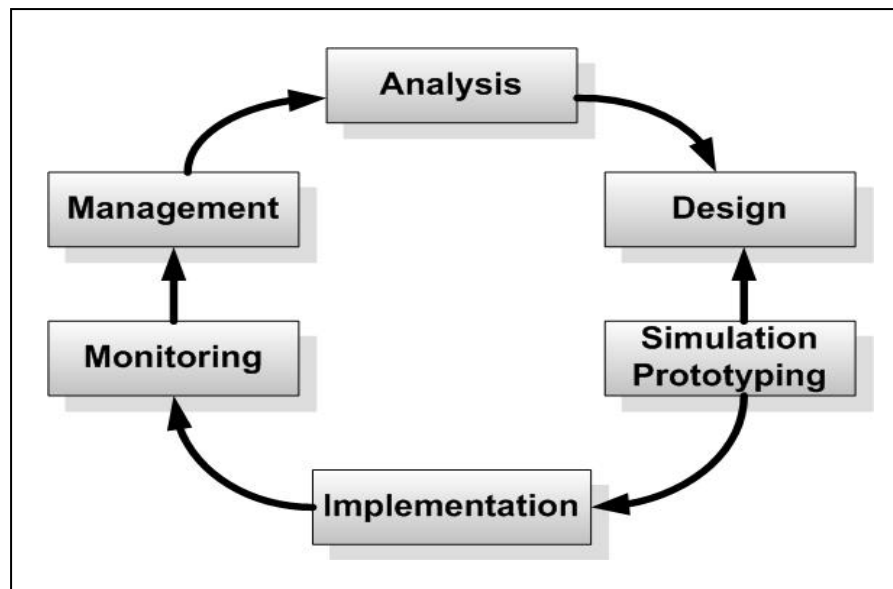 Analysis
Management
Design
Monitoring
Simulation
Prototyping
Implementation